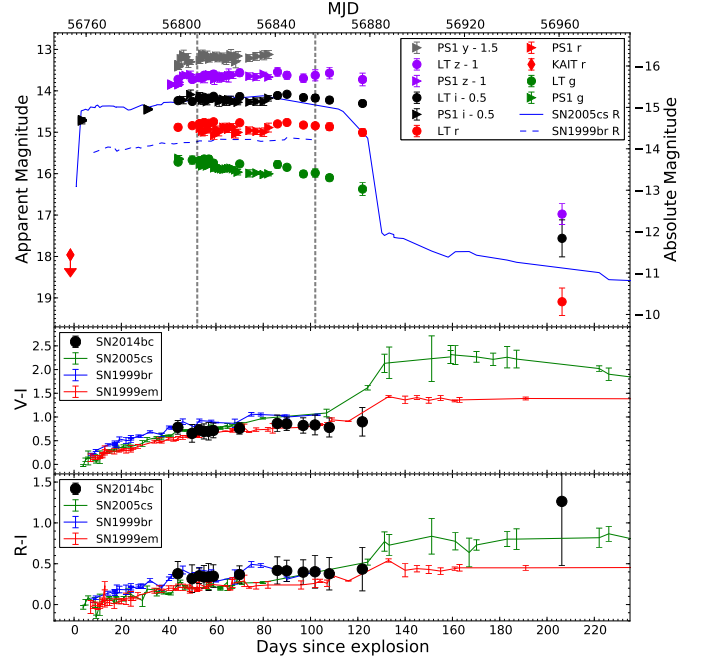 MJD
56760 56800 56840 56880 56920 56960
Apparent Magnitude
13
14
15
16
17
18
19
Absolute Magnitude
−16
−15
−14
−13
−12
−11
−10
PS1 y - 1.5
LT z - 1
PS1 z - 1
LT i - 0.5
PS1 i - 0.5
LT r
PS1 r
KAIT r
LT g
PS1 g
SN2005cs R
SN1999br R
V-I
2.5
2.0
1.5
1.0
0.5
0.0
SN2014bc
SN2005cs
SN1999br
SN1999em
R-I
1.5
1.0
0.5
0.0
SN2014bc
SN2005cs
SN1999br
SN1999em
0 20 40 60 80 100 120 140 160 180 200 220
Days since explosion